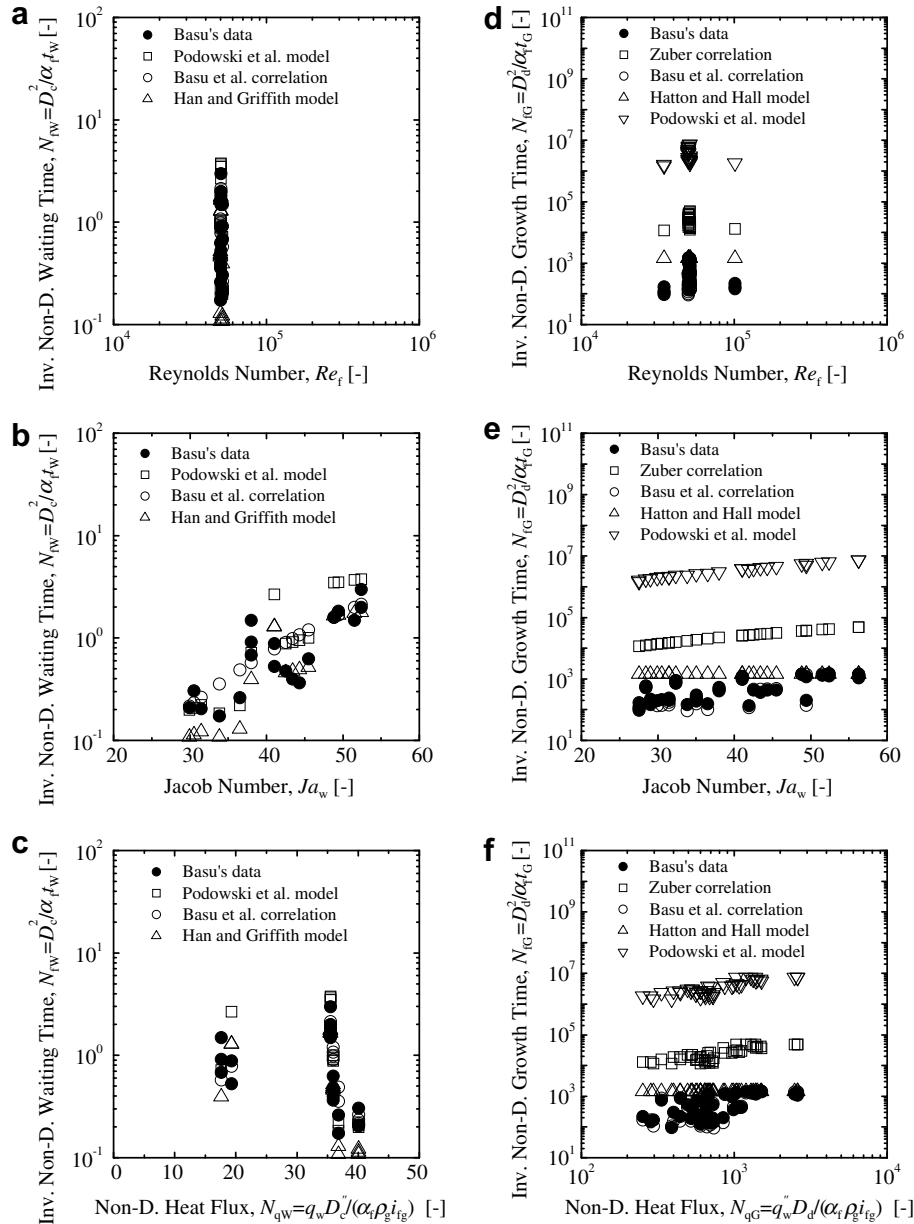 a
Inv. Non-D. Waiting Time, N_fW=D_c^2/α_f t_W [-]
10^2
10^1
10^0
10^-1
Basu's data
Podowski et al. model
Basu et al. correlation
Han and Griffith model
10^4 10^5 10^6
Reynolds Number, Re_f [-]
d
Inv. Non-D. Growth Time, N_fG=D_d^2/α_f t_G [-]
10^11
10^9
10^7
10^5
10^3
10^1
Basu's data
Zuber correlation
Basu et al. correlation
Hatton and Hall model
Podowski et al. model
10^4 10^5 10^6
Reynolds Number, Re_f [-]
b
Inv. Non-D. Waiting Time, N_fW=D_c^2/α_f t_W [-]
10^2
10^1
10^0
10^-1
Basu's data
Podowski et al. model
Basu et al. correlation
Han and Griffith model
20 30 40 50 60
Jacob Number, Ja_w [-]
e
Inv. Non-D. Growth Time, N_fG=D_d^2/α_f t_G [-]
10^11
10^9
10^7
10^5
10^3
10^1
Basu's data
Zuber correlation
Basu et al. correlation
Hatton and Hall model
Podowski et al. model
20 30 40 50 60
Jacob Number, Ja_w [-]
c
Inv. Non-D. Waiting Time, N_fW=D_c^2/α_f t_W [-]
10^2
10^1
10^0
10^-1
Basu's data
Podowski et al. model
Basu et al. correlation
Han and Griffith model
0 10 20 30 40 50
Non-D. Heat Flux, N_qW=q_w D_c^″/(α_f ρ_g i_fg) [-]
f
Inv. Non-D. Growth Time, N_fG=D_d^2/α_f t_G [-]
10^11
10^9
10^7
10^5
10^3
10^1
Basu's data
Zuber correlation
Basu et al. correlation
Hatton and Hall model
Podowski et al. model
10^2 10^3 10^4
Non-D. Heat Flux, N_qG=q_w^″ D_d/(α_f ρ_g i_fg) [-]